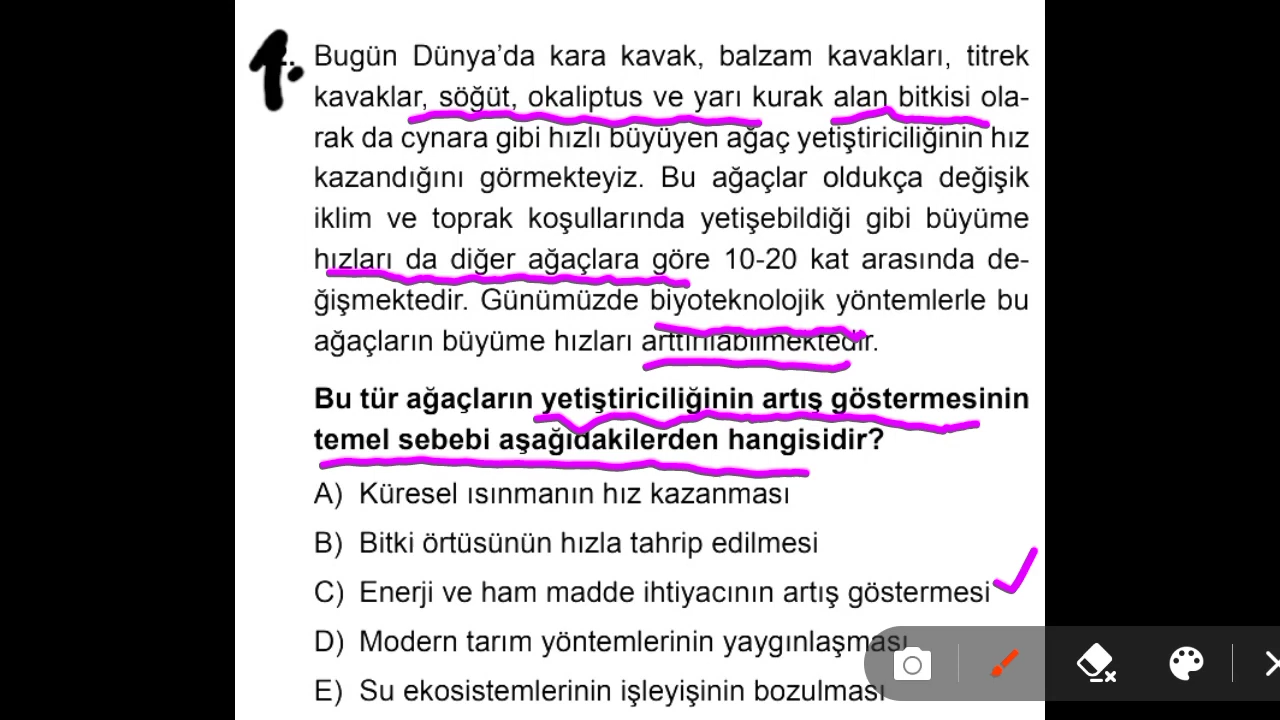 1.
Bugün Dünya’da kara kavak, balzam kavakları, titrek
kavaklar, söğüt, okaliptus ve yarı kurak alan bitkisi ola-
rak da cynara gibi hızlı büyüyen ağaç yetiştiriciliğinin hız
kazandığını görmekteyiz. Bu ağaçlar oldukça değişik
iklim ve toprak koşullarında yetişebildiği gibi büyüme
hızları da diğer ağaçlara göre 10-20 kat arasında de-
ğişmektedir. Günümüzde biyoteknolojik yöntemlerle bu
ağaçların büyüme hızları arttırılabilmektedir.
Bu tür ağaçların yetiştiriciliğinin artış göstermesinin
temel sebebi aşağıdakilerden hangisidir?
A) Küresel ısınmanın hız kazanması
B) Bitki örtüsünün hızla tahrip edilmesi
C) Enerji ve ham madde ihtiyacının artış göstermesi
D) Modern tarım yöntemlerinin yaygınlaşması
E) Su ekosistemlerinin işleyişinin bozulması